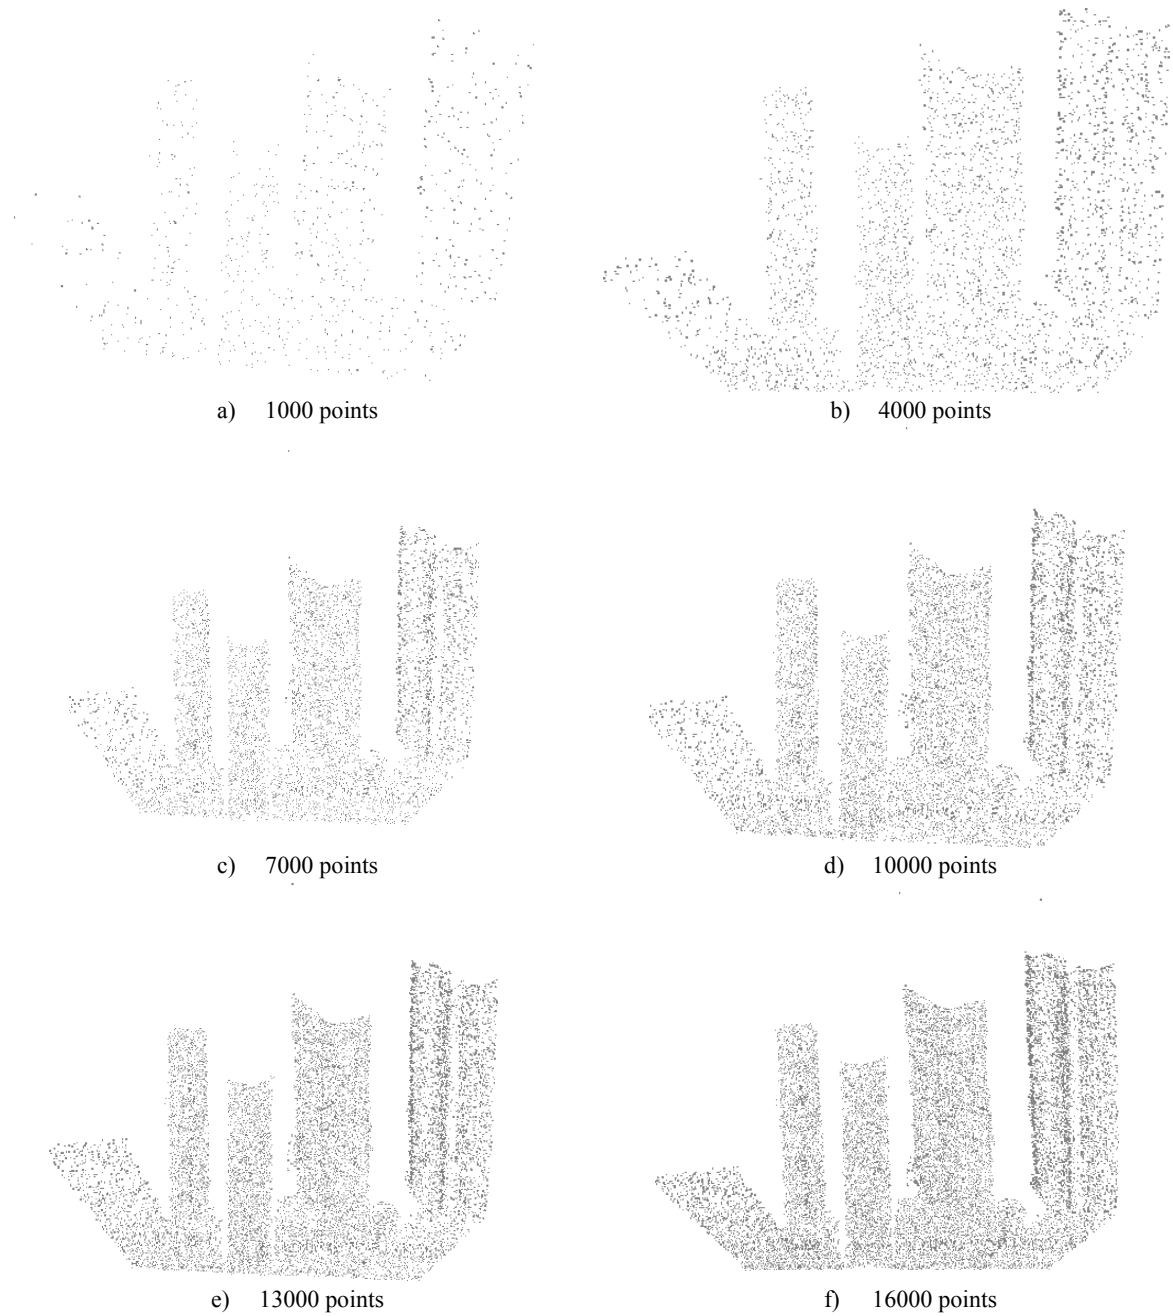 a) 1000 points
b) 4000 points
c) 7000 points
d) 10000 points
e) 13000 points
f) 16000 points